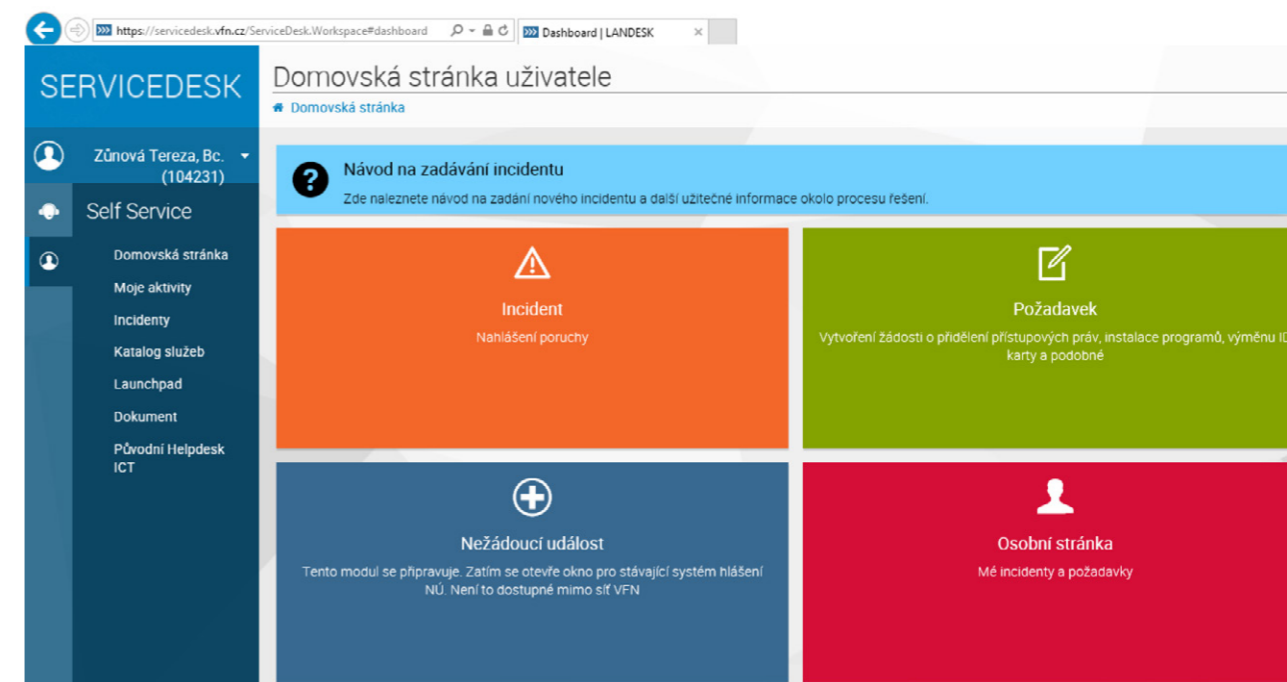 https://servicedesk.vfn.cz/ServiceDesk.Workspace#dashboard
Dashboard | LANDESK
SERVICEDESK
Domovská stránka uživatele
Domovská stránka
Zůnová Tereza, Bc.
(104231)
Self Service
Domovská stránka
Moje aktivity
Incidenty
Katalog služeb
Launchpad
Dokument
Původní Helpdesk
ICT
Návod na zadávání incidentu
Zde naleznete návod na zadání nového incidentu a další užitečné informace okolo procesu řešení.
Incident
Nahlášení poruchy
Požadavek
Vytvoření žádosti o přidělení přístupových práv, instalace programů, výměnu ID
karty a podobné
Nežádoucí událost
Tento modul se připravuje. Zatím se otevře okno pro stávající systém hlášení
NÚ. Není to dostupné mimo síť VFN
Osobní stránka
Mé incidenty a požadavky